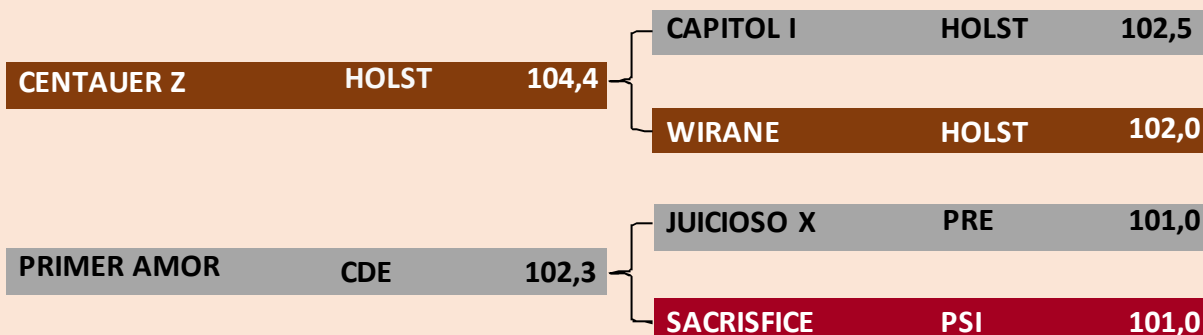 CAPITOL I HOLST 102,5
CENTAUER Z HOLST 104,4
WIRANE HOLST 102,0
JUICIOSO X PRE 101,0
PRIMER AMOR CDE 102,3
SACRISFICE PSI 101,0